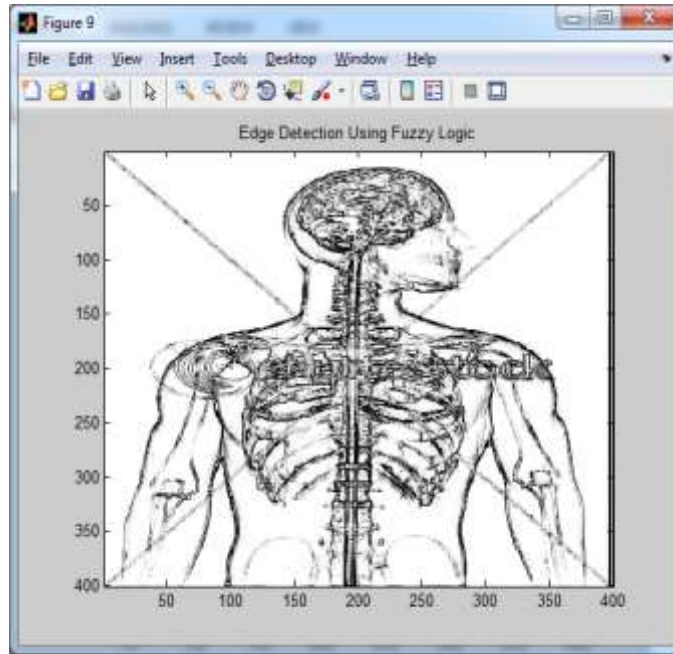 Figure 9
File Edit View Insert Tools Desktop Window Help
Edge Detection Using Fuzzy Logic
50
100
150
200
250
300
350
400
50 100 150 200 250 300 350 400